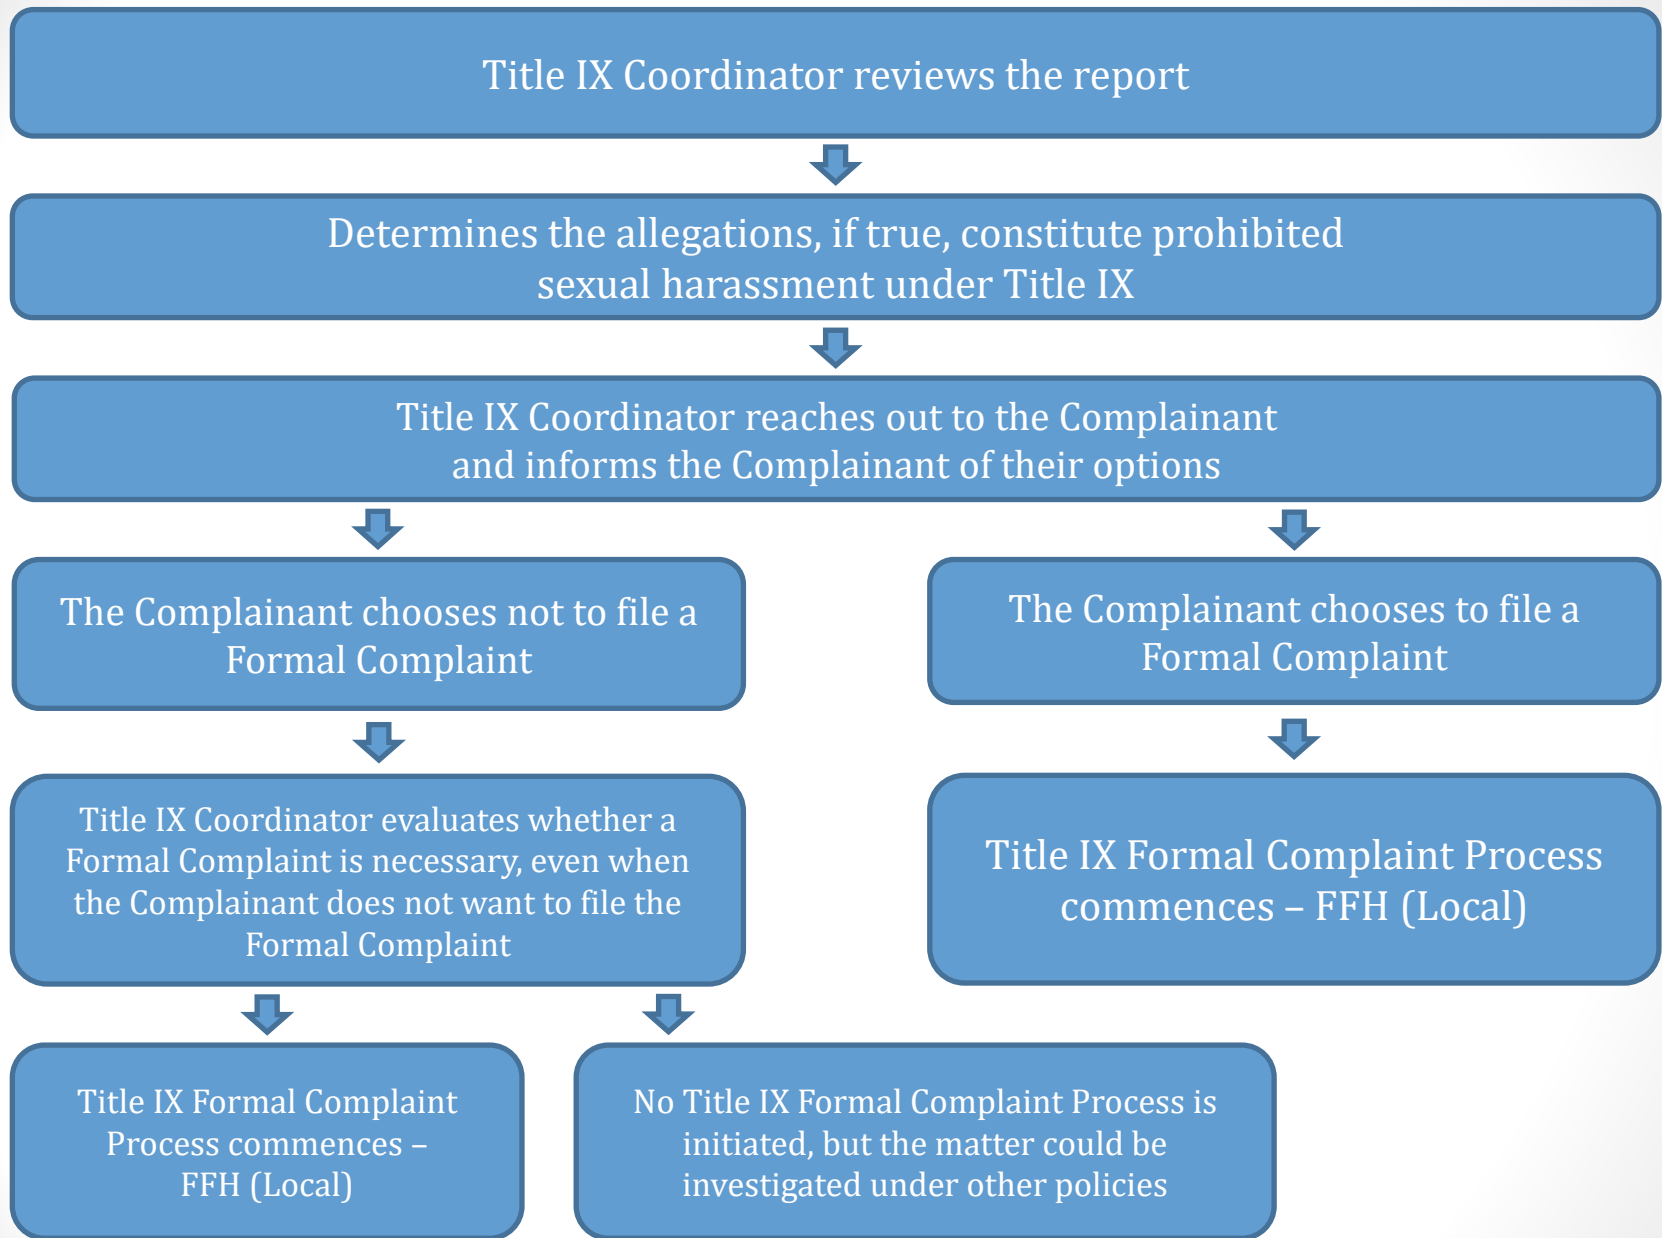 Title IX Coordinator reviews the report
Determines the allegations, if true, constitute prohibited
sexual harassment under Title IX
Title IX Coordinator reaches out to the Complainant
and informs the Complainant of their options
The Complainant chooses not to file a
Formal Complaint
The Complainant chooses to file a
Formal Complaint
Title IX Coordinator evaluates whether a
Formal Complaint is necessary, even when
the Complainant does not want to file the
Formal Complaint
Title IX Formal Complaint Process
commences – FFH (Local)
Title IX Formal Complaint
Process commences –
FFH (Local)
No Title IX Formal Complaint Process is
initiated, but the matter could be
investigated under other policies